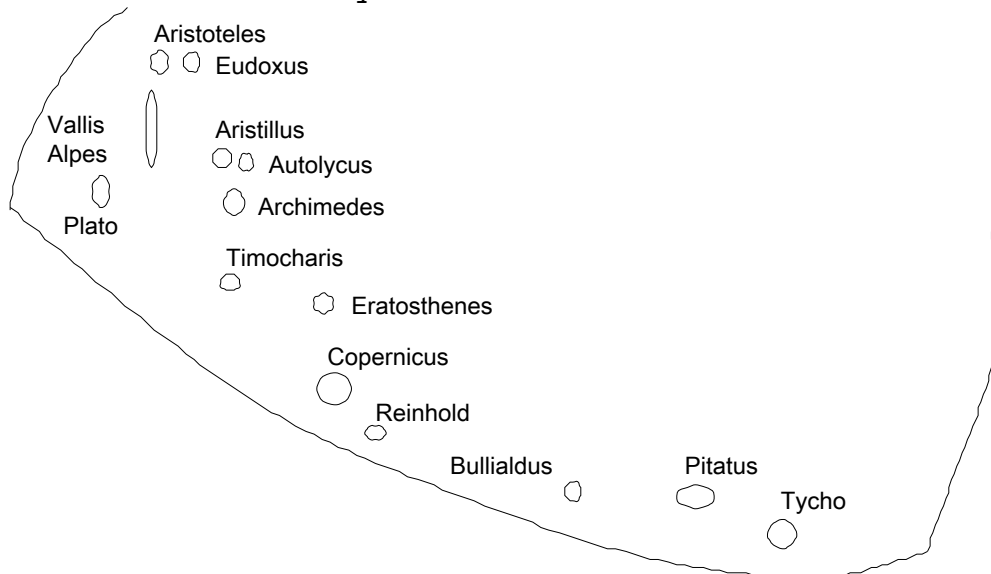 Aristoteles
Eudoxus
Vallis
Alpes
Aristillus
Autolycus
Plato
Archimedes
Timocharis
Eratosthenes
Copernicus
Reinhold
Bullialdus
Pitatus
Tycho